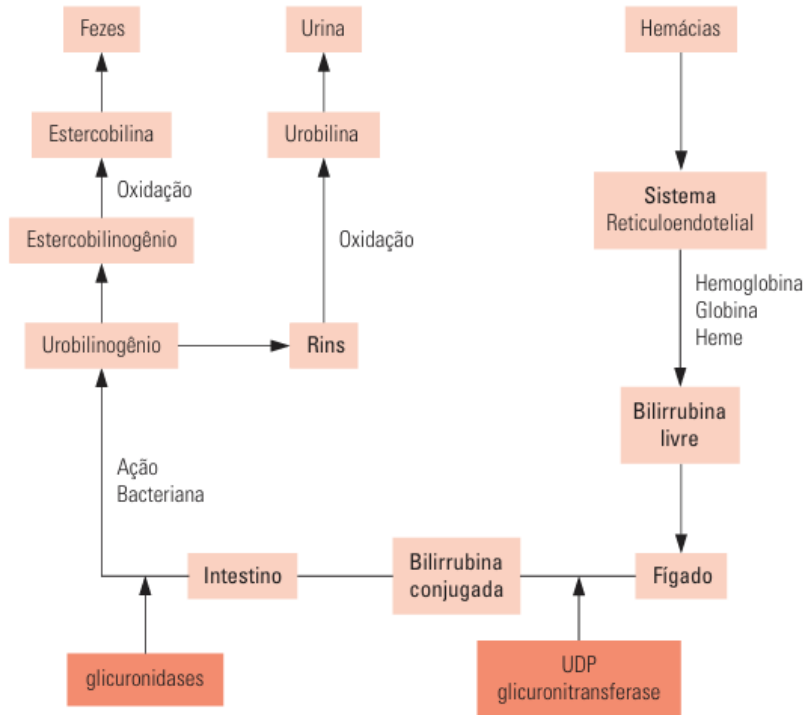 Fezes
Urina
Hemácias
Estercobilina
Urobilina
Oxidação
Sistema
Reticuloendotelial
Estercobilinogênio
Oxidação
Hemoglobina
Globina
Heme
Urobilinogênio
Rins
Bilirrubina
livre
Ação
Bacteriana
Intestino
Bilirrubina
conjugada
Fígado
glicuronidases
UDP
glicuronitransferase